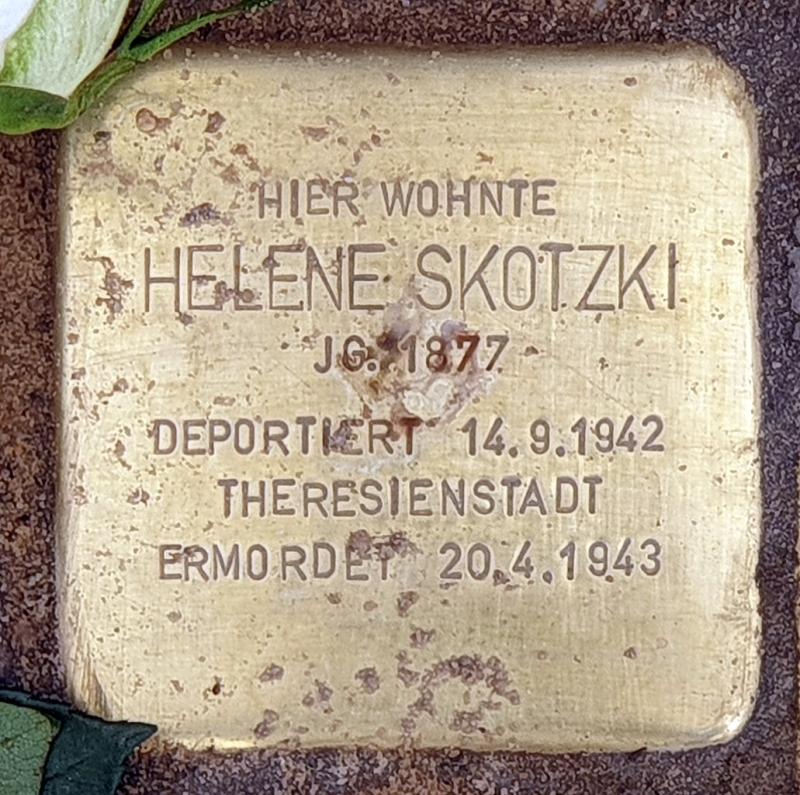 HIER WOHNTE
HELENE SKOTZKI
JG. 1877
DEPORTIERT 14.9.1942
THERESIENSTADT
ERMORDET 20.4.1943